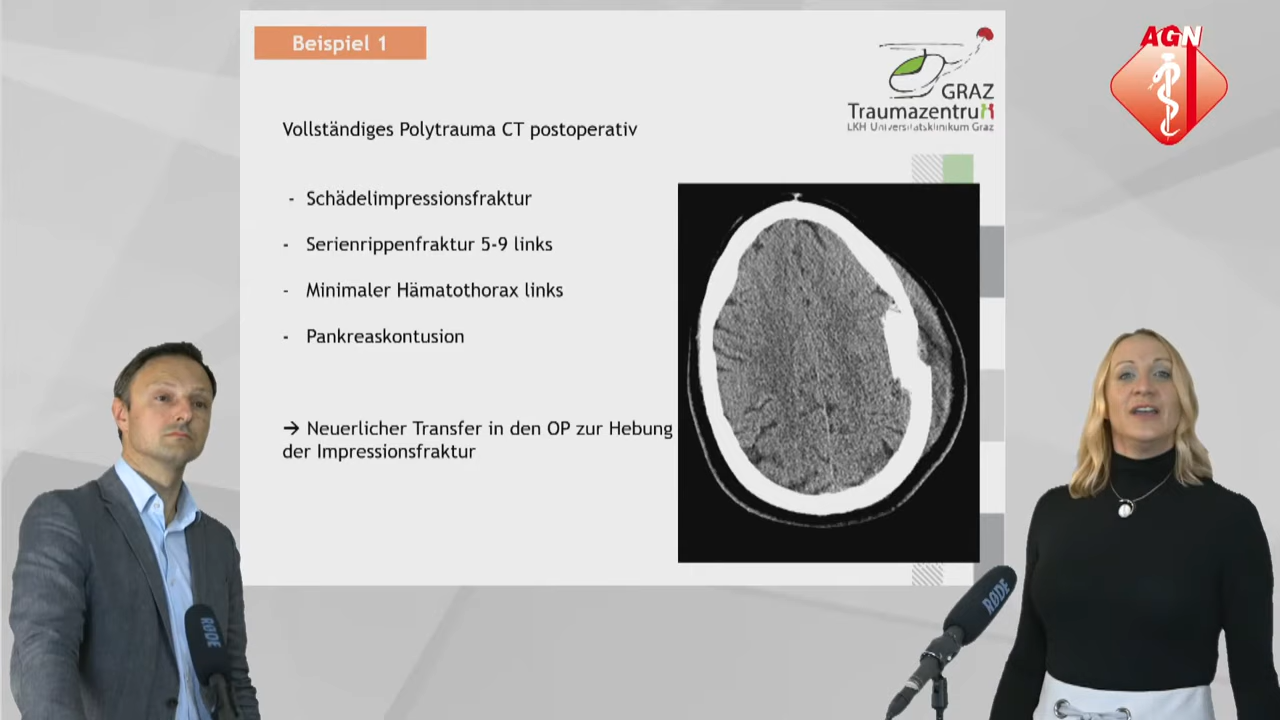 Beispiel 1
AGN
GRAZ
TraumazentruM
LKH Universitätsklinikum Graz
Vollständiges Polytrauma CT postoperativ
- Schädelimpressionsfraktur
- Serienrippenfraktur 5-9 links
- Minimaler Hämatothorax links
- Pankreaskontusion
→ Neuerlicher Transfer in den OP zur Hebung
der Impressionsfraktur
RØDE
RØDE